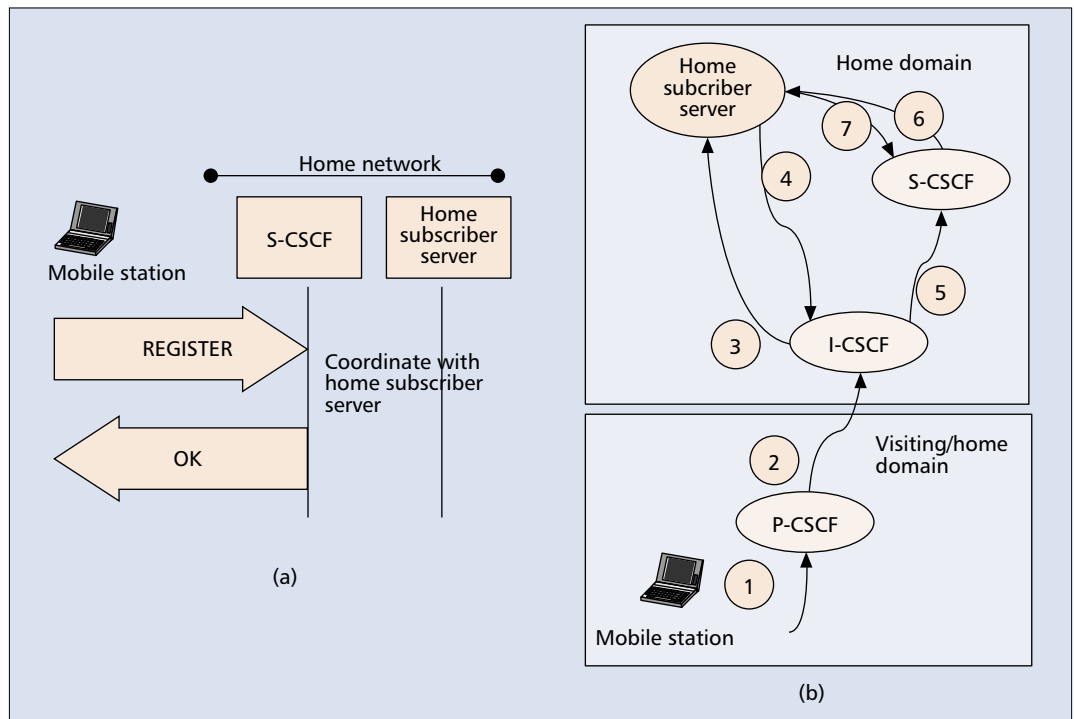 Home network
S-CSCF
Home
subscriber
server
Mobile station
REGISTER
Coordinate with
home subscriber
server
OK
(a)
Home
subcriber
server
Home domain
7
6
4
S-CSCF
5
3
I-CSCF
Visiting/home
domain
2
P-CSCF
1
Mobile station
(b)